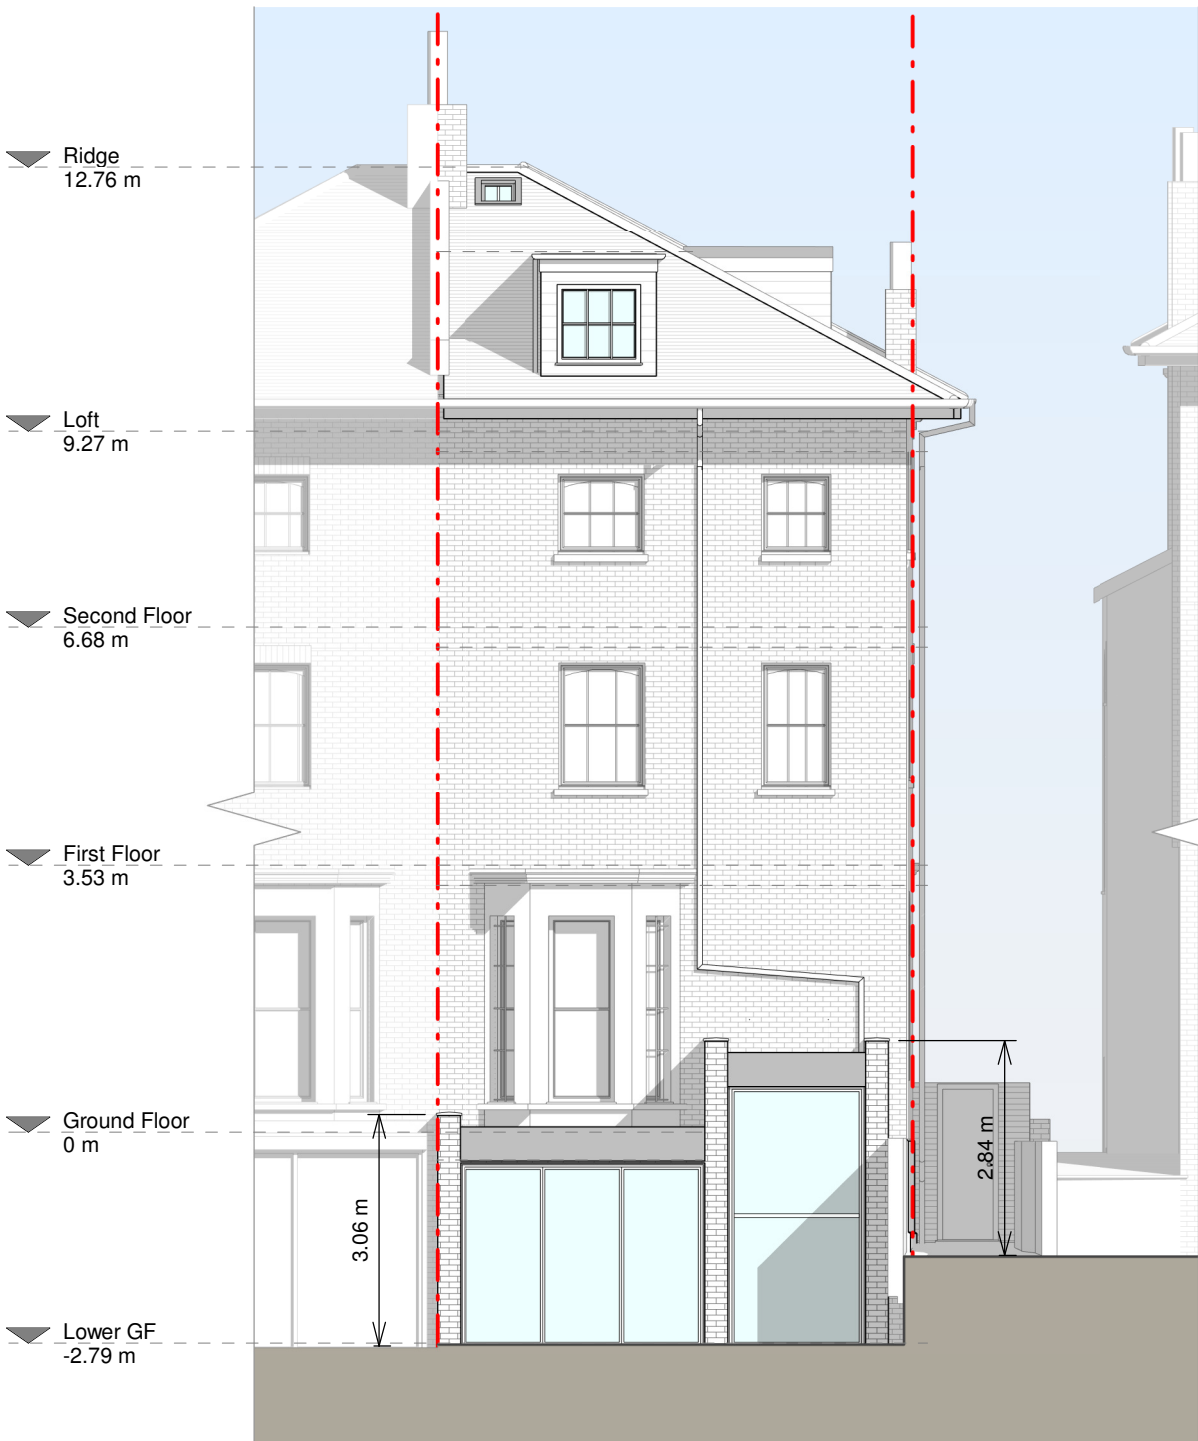 Ridge
12.76 m
Loft
9.27 m
Second Floor
6.68 m
First Floor
3.53 m
Ground Floor
0 m
2.84 m
3.06 m
Lower GF
-2.79 m